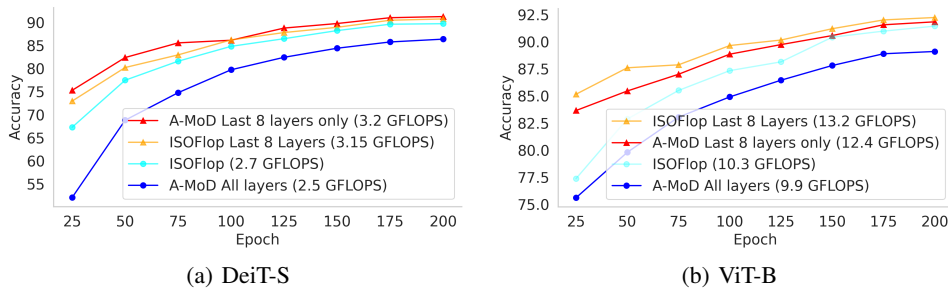 90
85
80
75
70
65
60
55
Accuracy
A-MoD Last 8 layers only (3.2 GFLOPS)
ISOFlop Last 8 Layers (3.15 GFLOPS)
ISOFlop (2.7 GFLOPS)
A-MoD All layers (2.5 GFLOPS)
25 50 75 100 125 150 175 200
Epoch
(a) DeiT-S
92.5
90.0
87.5
85.0
82.5
80.0
77.5
75.0
Accuracy
ISOFlop Last 8 Layers (13.2 GFLOPS)
A-MoD Last 8 Layers only (12.4 GFLOPS)
ISOFlop (10.3 GFLOPS)
A-MoD All layers (9.9 GFLOPS)
25 50 75 100 125 150 175 200
Epoch
(b) ViT-B